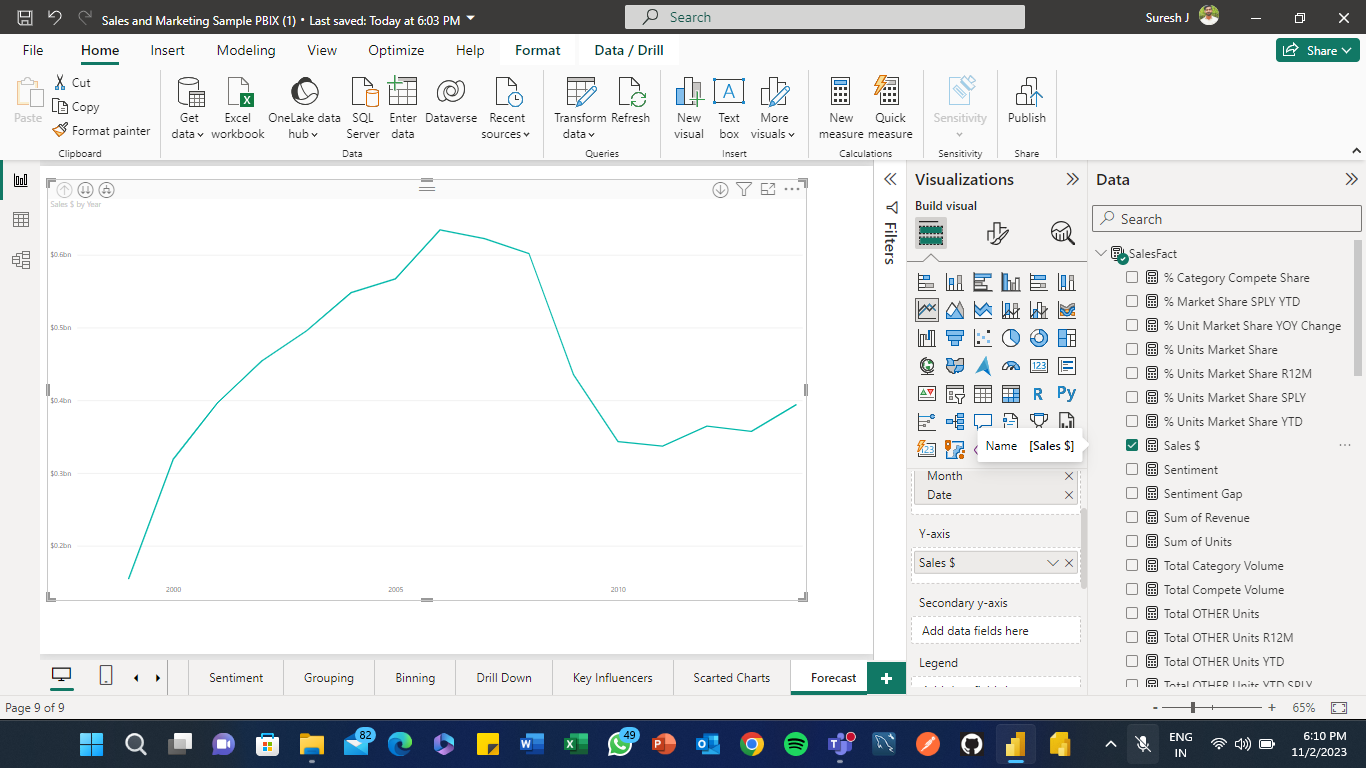 Sales and Marketing Sample PBIX (1) • Last saved: Today at 6:03 PM
Search
Suresh J
File
Home
Insert
Modeling
View
Optimize
Help
Format
Data / Drill
Share
Paste
Cut
Copy
Format painter
Get data
Excel workbook
OneLake data hub
SQL Server
Enter data
Dataverse
Recent sources
Transform data
Refresh
New visual
Text box
More visuals
New measure
Quick measure
Sensitivity
Publish
Clipboard
Data
Queries
Insert
Calculations
Sensitivity
Share
Sales $ by Year
$0.6bn
$0.5bn
$0.4bn
$0.3bn
$0.2bn
2000
2005
2010
Filters
Visualizations
Build visual
R
Py
123
123
Name [Sales $]
Month
Date
Y-axis
Sales $
Secondary y-axis
Add data fields here
Legend
Data
Search
SalesFact
% Category Compete Share
% Market Share SPLY YTD
% Unit Market Share YOY Change
% Units Market Share
% Units Market Share R12M
% Units Market Share SPLY
% Units Market Share YTD
Sales $
Sentiment
Sentiment Gap
Sum of Revenue
Sum of Units
Total Category Volume
Total Compete Volume
Total OTHER Units
Total OTHER Units R12M
Total OTHER Units YTD
Total OTHER Units YTD SPLY
Sentiment
Grouping
Binning
Drill Down
Key Influencers
Scarted Charts
Forecast
Page 9 of 9
- + 65%
82
49
ENG
IN
6:10 PM
11/2/2023